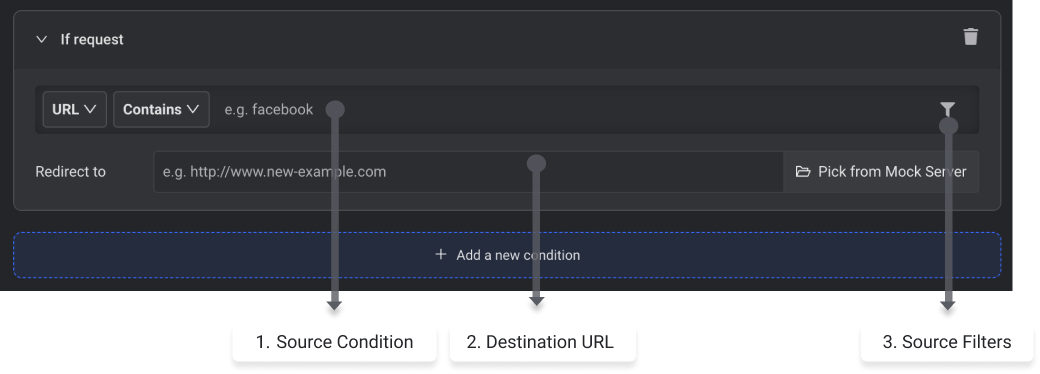 If request
URL Contains e.g. facebook
Redirect to e.g. http://www.new-example.com Pick from Mock Server
+ Add a new condition
1. Source Condition 2. Destination URL 3. Source Filters